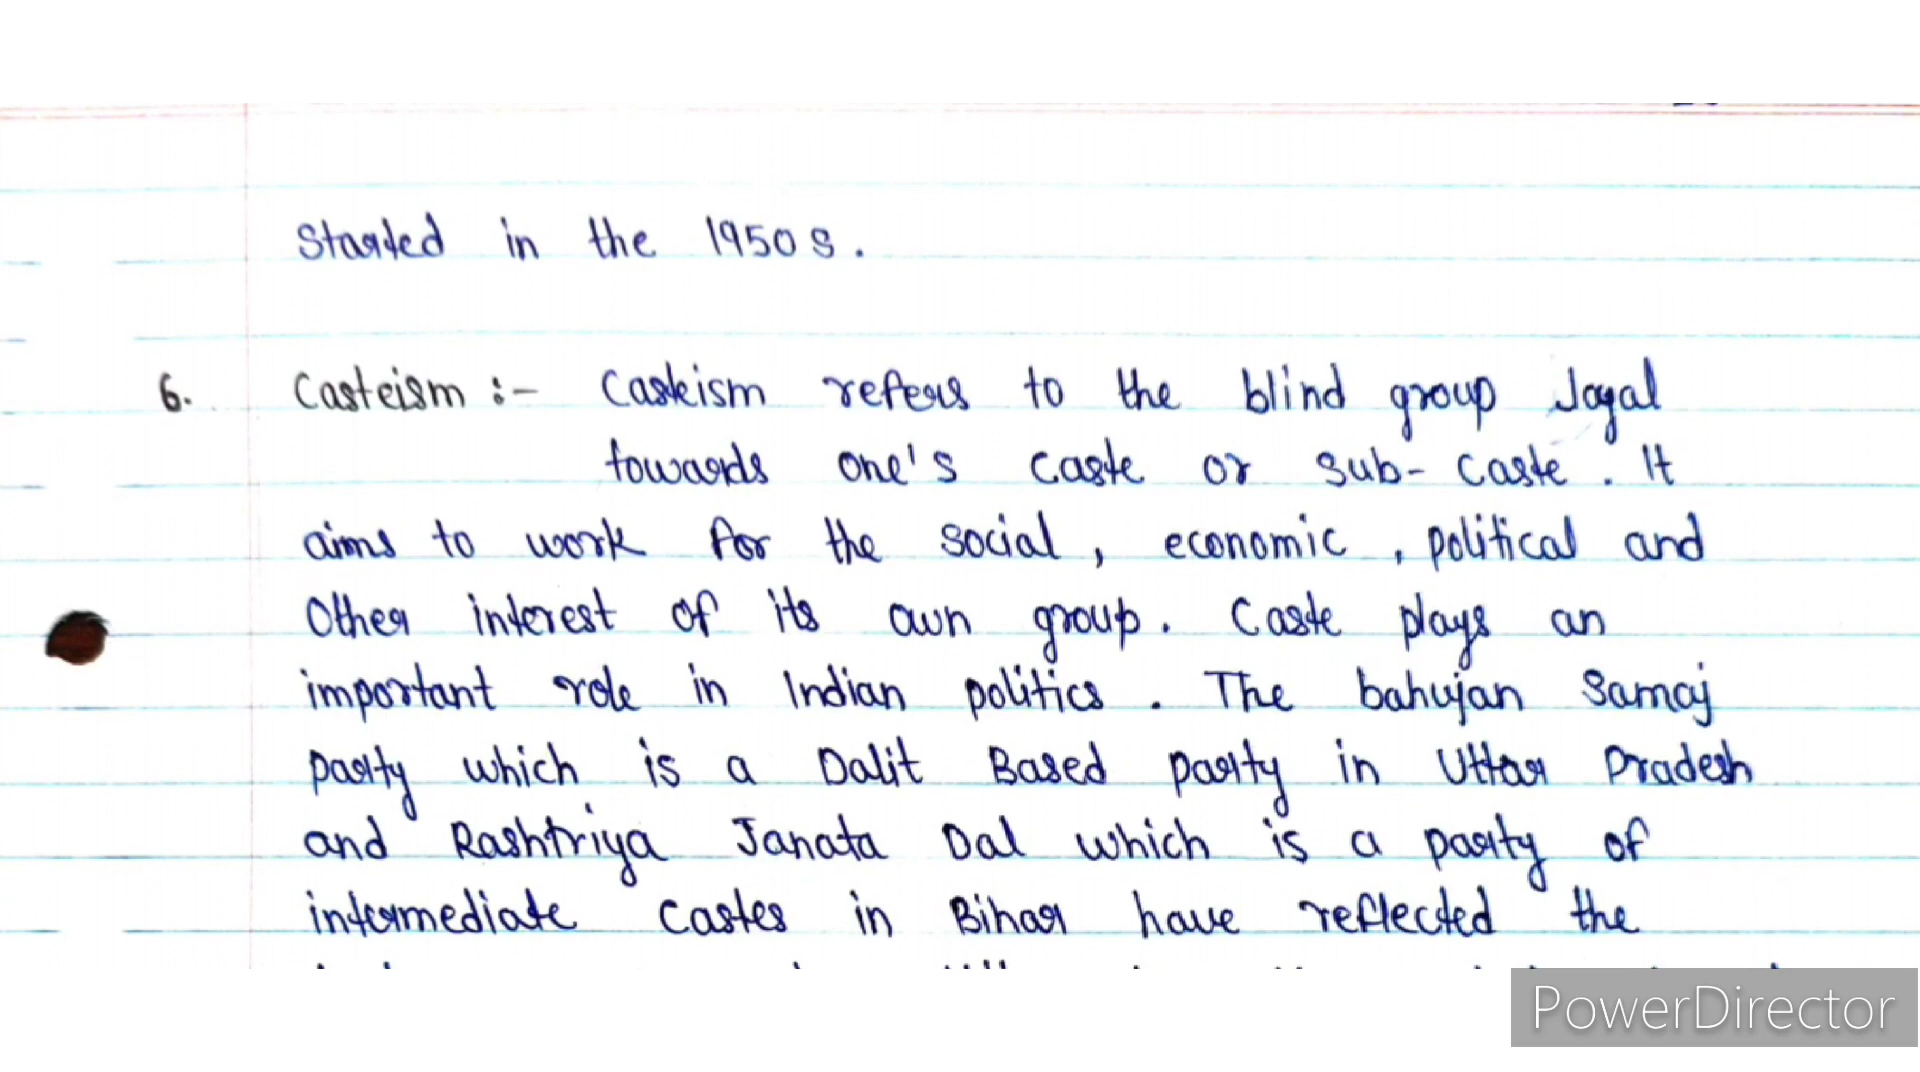 Started in the 1950s.
6. Casteism :- Casteism refers to the blind group loyal
towards one's caste or sub-caste. It
aims to work for the social, economic, political and
Other interest of its own group. Caste plays an
important role in Indian politics. The bahujan Samaj
party which is a Dalit Based party in Uttar Pradesh
and Rashtriya Janata Dal which is a party of
intermediate castes in Bihar have reflected the
PowerDirector